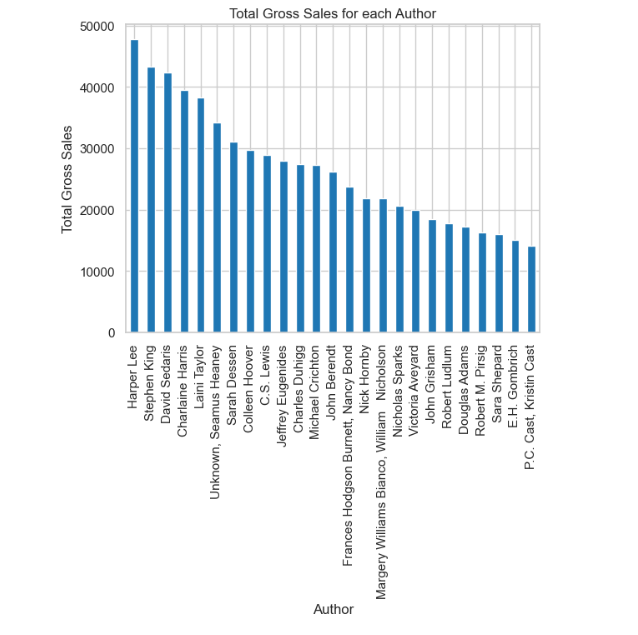 Total Gross Sales for each Author
50000
40000
30000
20000
10000
0
Total Gross Sales
Harper Lee
Stephen King
David Sedaris
Charlaine Harris
Laini Taylor
Unknown, Seamus Heaney
Sarah Dessen
Colleen Hoover
C.S. Lewis
Jeffrey Eugenides
Charles Duhigg
Michael Crichton
John Berendt
Frances Hodgson Burnett, Nancy Bond
Nick Hornby
Margery Williams Bianco, William   Nicholson
Nicholas Sparks
Victoria Aveyard
John Grisham
Robert Ludlum
Douglas Adams
Robert M. Pirsig
Sara Shepard
E.H. Gombrich
P.C. Cast, Kristin Cast
Author